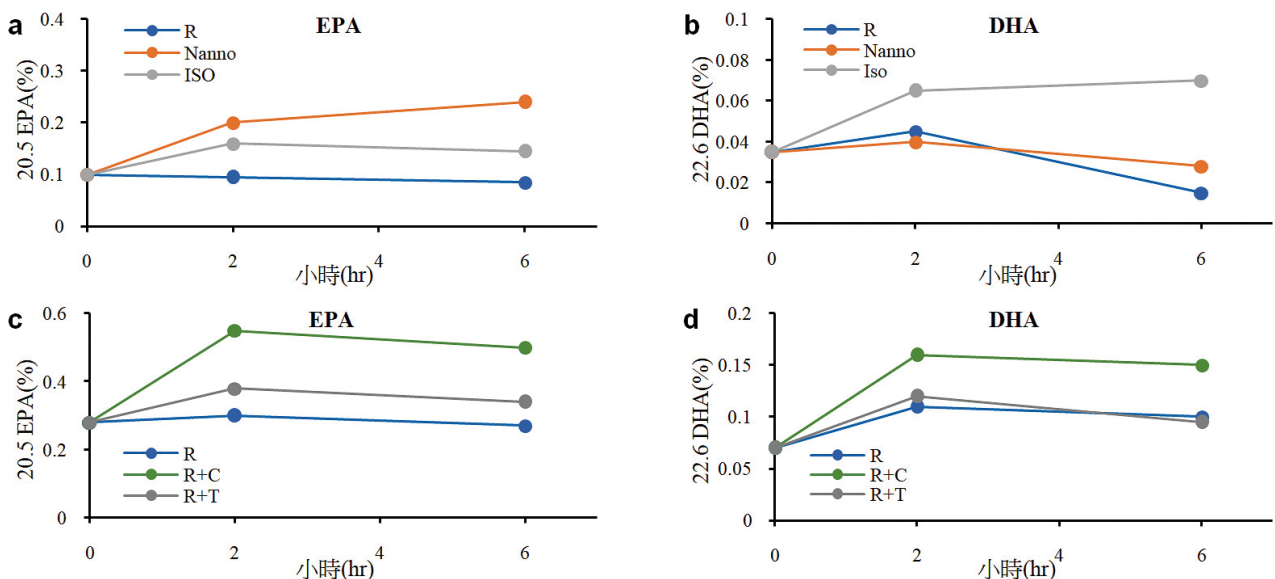 a
EPA
R
Nanno
ISO
20.5 EPA(%)
0.4
0.3
0.2
0.1
0
0
2
4
6
小時(hr)
b
DHA
R
Nanno
Iso
22.6 DHA(%)
0.1
0.08
0.06
0.04
0.02
0
0
2
4
6
小時(hr)
c
EPA
20.5 EPA(%)
0.6
0.4
0.2
0
R
R+C
R+T
0
2
4
6
小時(hr)
d
DHA
22.6 DHA(%)
0.2
0.15
0.1
0.05
0
R
R+C
R+T
0
2
4
6
小時(hr)